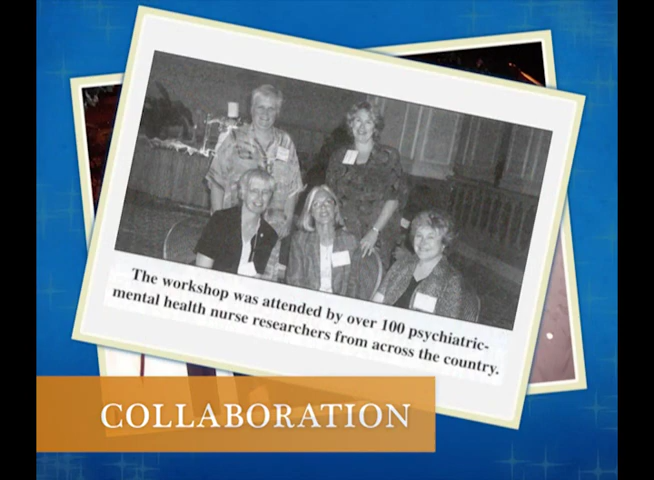 The workshop was attended by over 100 psychiatric-
mental health nurse researchers from across the country.
COLLABORATION